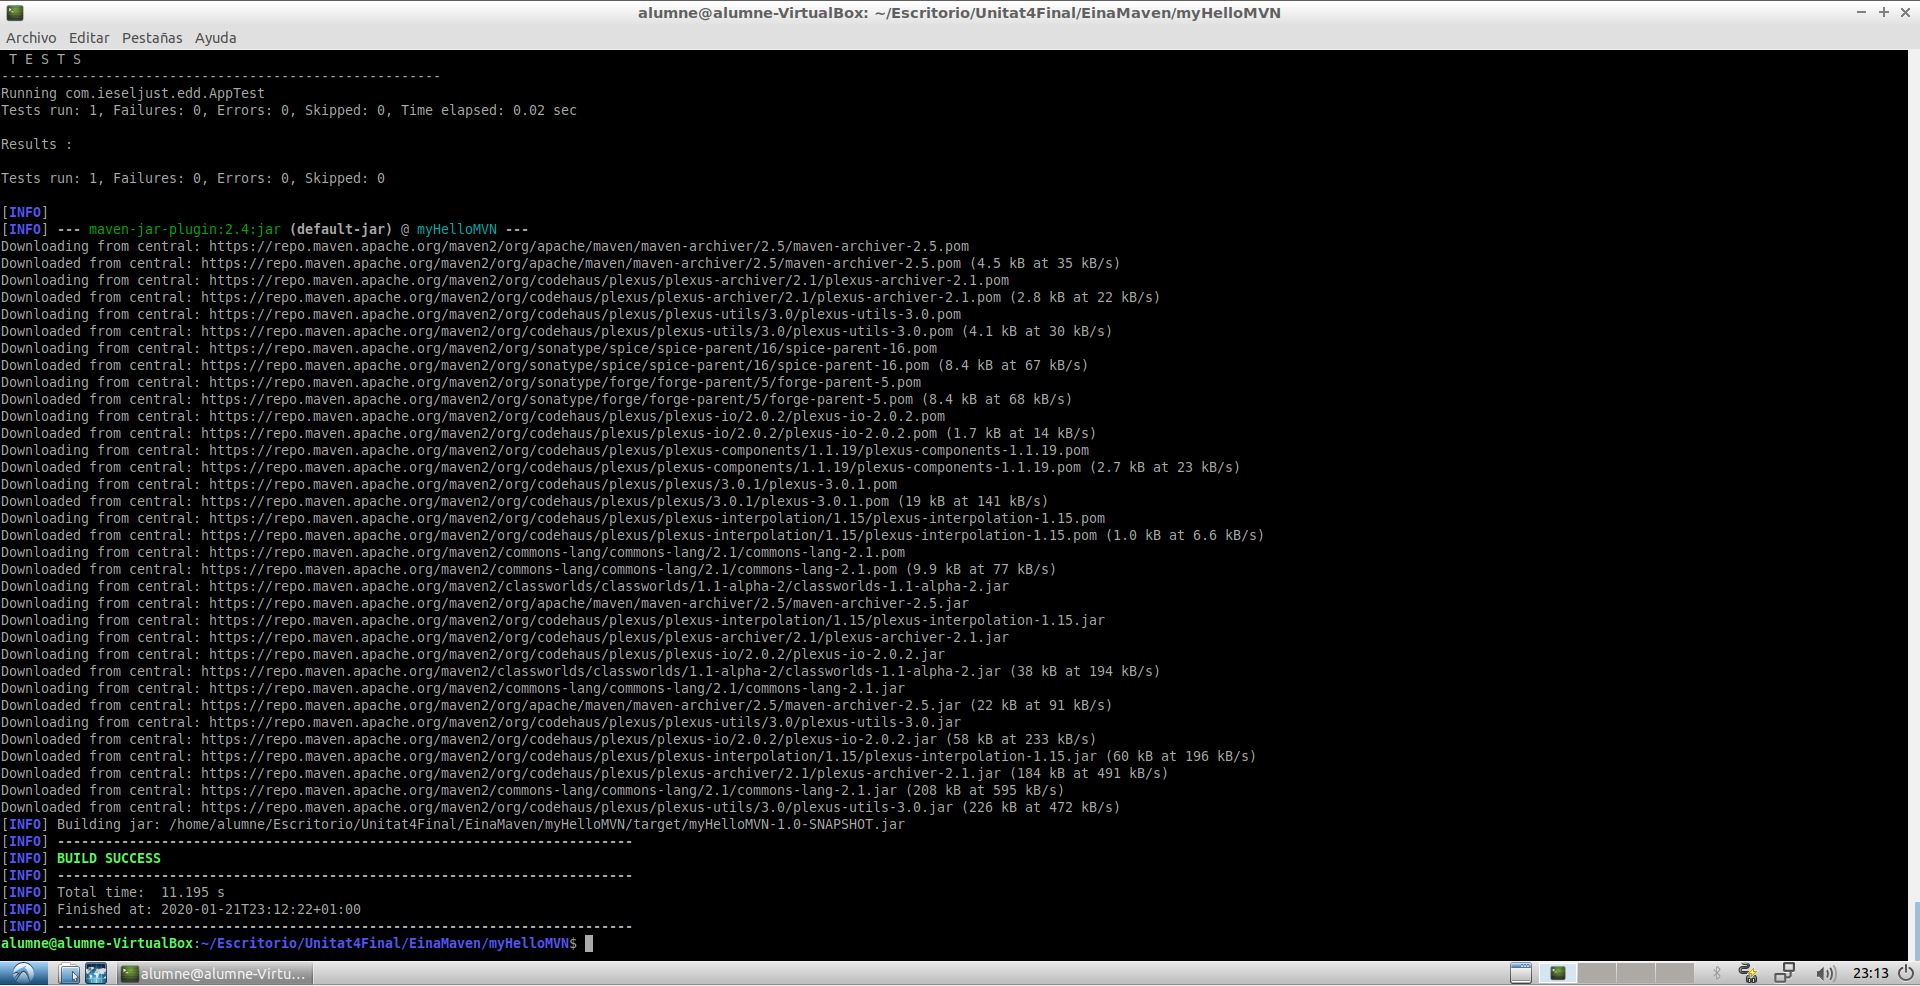 alumne@alumne-VirtualBox: ~/Escritorio/Unitat4Final/EinaMaven/myHelloMVN
Archivo Editar Pestañas Ayuda
T E S T S
-------------------------------------------------------
Running com.ieseljust.edd.AppTest
Tests run: 1, Failures: 0, Errors: 0, Skipped: 0, Time elapsed: 0.02 sec
Results :
Tests run: 1, Failures: 0, Errors: 0, Skipped: 0
[INFO]
[INFO] --- maven-jar-plugin:2.4:jar (default-jar) @ myHelloMVN ---
Downloading from central: https://repo.maven.apache.org/maven2/org/apache/maven/maven-archiver/2.5/maven-archiver-2.5.pom
Downloaded from central: https://repo.maven.apache.org/maven2/org/apache/maven/maven-archiver/2.5/maven-archiver-2.5.pom (4.5 kB at 35 kB/s)
Downloading from central: https://repo.maven.apache.org/maven2/org/codehaus/plexus/plexus-archiver/2.1/plexus-archiver-2.1.pom
Downloaded from central: https://repo.maven.apache.org/maven2/org/codehaus/plexus/plexus-archiver/2.1/plexus-archiver-2.1.pom (2.8 kB at 22 kB/s)
Downloading from central: https://repo.maven.apache.org/maven2/org/codehaus/plexus/plexus-utils/3.0/plexus-utils-3.0.pom
Downloaded from central: https://repo.maven.apache.org/maven2/org/codehaus/plexus/plexus-utils/3.0/plexus-utils-3.0.pom (4.1 kB at 30 kB/s)
Downloading from central: https://repo.maven.apache.org/maven2/org/sonatype/spice/spice-parent/16/spice-parent-16.pom
Downloaded from central: https://repo.maven.apache.org/maven2/org/sonatype/spice/spice-parent/16/spice-parent-16.pom (8.4 kB at 67 kB/s)
Downloading from central: https://repo.maven.apache.org/maven2/org/sonatype/forge/forge-parent/5/forge-parent-5.pom
Downloaded from central: https://repo.maven.apache.org/maven2/org/sonatype/forge/forge-parent/5/forge-parent-5.pom (8.4 kB at 68 kB/s)
Downloading from central: https://repo.maven.apache.org/maven2/org/codehaus/plexus/plexus-io/2.0.2/plexus-io-2.0.2.pom
Downloaded from central: https://repo.maven.apache.org/maven2/org/codehaus/plexus/plexus-io/2.0.2/plexus-io-2.0.2.pom (1.7 kB at 14 kB/s)
Downloading from central: https://repo.maven.apache.org/maven2/org/codehaus/plexus/plexus-components/1.1.19/plexus-components-1.1.19.pom
Downloaded from central: https://repo.maven.apache.org/maven2/org/codehaus/plexus/plexus-components/1.1.19/plexus-components-1.1.19.pom (2.7 kB at 23 kB/s)
Downloading from central: https://repo.maven.apache.org/maven2/org/codehaus/plexus/plexus/3.0.1/plexus-3.0.1.pom
Downloaded from central: https://repo.maven.apache.org/maven2/org/codehaus/plexus/plexus/3.0.1/plexus-3.0.1.pom (19 kB at 141 kB/s)
Downloading from central: https://repo.maven.apache.org/maven2/org/codehaus/plexus/plexus-interpolation/1.15/plexus-interpolation-1.15.pom
Downloaded from central: https://repo.maven.apache.org/maven2/org/codehaus/plexus/plexus-interpolation/1.15/plexus-interpolation-1.15.pom (1.0 kB at 6.6 kB/s)
Downloading from central: https://repo.maven.apache.org/maven2/commons-lang/commons-lang/2.1/commons-lang-2.1.pom
Downloaded from central: https://repo.maven.apache.org/maven2/commons-lang/commons-lang/2.1/commons-lang-2.1.pom (9.9 kB at 77 kB/s)
Downloading from central: https://repo.maven.apache.org/maven2/classworlds/classworlds/1.1-alpha-2/classworlds-1.1-alpha-2.jar
Downloading from central: https://repo.maven.apache.org/maven2/org/apache/maven/maven-archiver/2.5/maven-archiver-2.5.jar
Downloading from central: https://repo.maven.apache.org/maven2/org/codehaus/plexus/plexus-interpolation/1.15/plexus-interpolation-1.15.jar
Downloading from central: https://repo.maven.apache.org/maven2/org/codehaus/plexus/plexus-archiver/2.1/plexus-archiver-2.1.jar
Downloading from central: https://repo.maven.apache.org/maven2/org/codehaus/plexus/plexus-io/2.0.2/plexus-io-2.0.2.jar
Downloaded from central: https://repo.maven.apache.org/maven2/classworlds/classworlds/1.1-alpha-2/classworlds-1.1-alpha-2.jar (38 kB at 194 kB/s)
Downloading from central: https://repo.maven.apache.org/maven2/commons-lang/commons-lang/2.1/commons-lang-2.1.jar
Downloaded from central: https://repo.maven.apache.org/maven2/org/apache/maven/maven-archiver/2.5/maven-archiver-2.5.jar (22 kB at 91 kB/s)
Downloading from central: https://repo.maven.apache.org/maven2/org/codehaus/plexus/plexus-utils/3.0/plexus-utils-3.0.jar
Downloaded from central: https://repo.maven.apache.org/maven2/org/codehaus/plexus/plexus-io/2.0.2/plexus-io-2.0.2.jar (58 kB at 233 kB/s)
Downloaded from central: https://repo.maven.apache.org/maven2/org/codehaus/plexus/plexus-interpolation/1.15/plexus-interpolation-1.15.jar (60 kB at 196 kB/s)
Downloaded from central: https://repo.maven.apache.org/maven2/org/codehaus/plexus/plexus-archiver/2.1/plexus-archiver-2.1.jar (184 kB at 491 kB/s)
Downloaded from central: https://repo.maven.apache.org/maven2/commons-lang/commons-lang/2.1/commons-lang-2.1.jar (208 kB at 595 kB/s)
Downloaded from central: https://repo.maven.apache.org/maven2/org/codehaus/plexus/plexus-utils/3.0/plexus-utils-3.0.jar (226 kB at 472 kB/s)
[INFO] Building jar: /home/alumne/Escritorio/Unitat4Final/EinaMaven/myHelloMVN/target/myHelloMVN-1.0-SNAPSHOT.jar
[INFO] ------------------------------------------------------------------------
[INFO] BUILD SUCCESS
[INFO] ------------------------------------------------------------------------
[INFO] Total time:  11.195 s
[INFO] Finished at: 2020-01-21T23:12:22+01:00
[INFO] ------------------------------------------------------------------------
alumne@alumne-VirtualBox:~/Escritorio/Unitat4Final/EinaMaven/myHelloMVN$
alumne@alumne-Virtu... 23:13